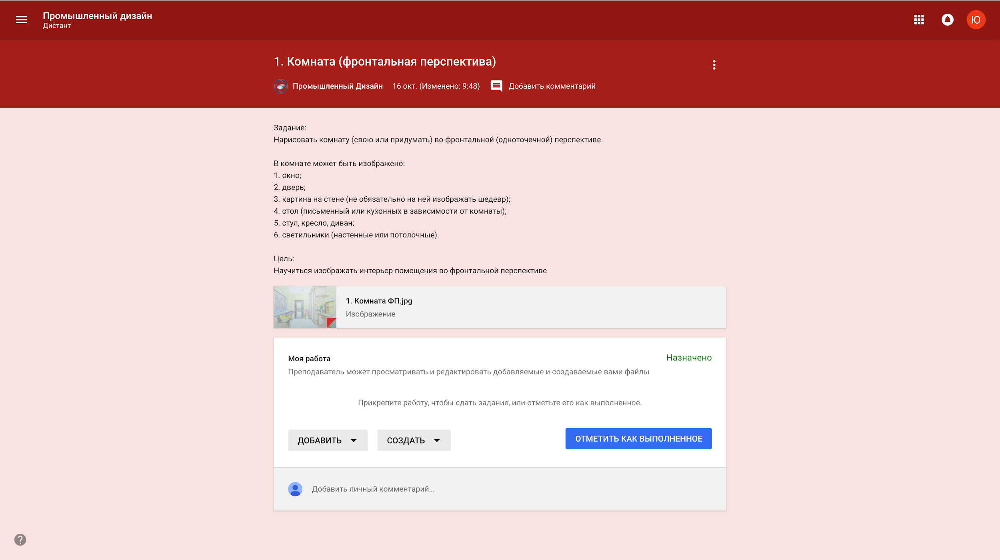 Промышленный дизайн
Дистант
Ю
1. Комната (фронтальная перспектива)
Промышленный Дизайн 16 окт. (Изменено: 9:48) Добавить комментарий
Задание:
Нарисовать комнату (свою или придумать) во фронтальной (одноточечной) перспективе.
В комнате может быть изображено:
1. окно;
2. дверь;
3. картина на стене (не обязательно на ней изображать шедевр);
4. стол (письменный или кухонных в зависимости от комнаты);
5. стул, кресло, диван;
6. светильники (настенные или потолочные).
Цель:
Научиться изображать интерьер помещения во фронтальной перспективе
1. Комната ФП.jpg
Изображение
Моя работа Назначено
Преподаватель может просматривать и редактировать добавляемые и создаваемые вами файлы
Прикрепите работу, чтобы сдать задание, или отметьте его как выполненное.
ДОБАВИТЬ СОЗДАТЬ ОТМЕТИТЬ КАК ВЫПОЛНЕННОЕ
Добавить личный комментарий...
?